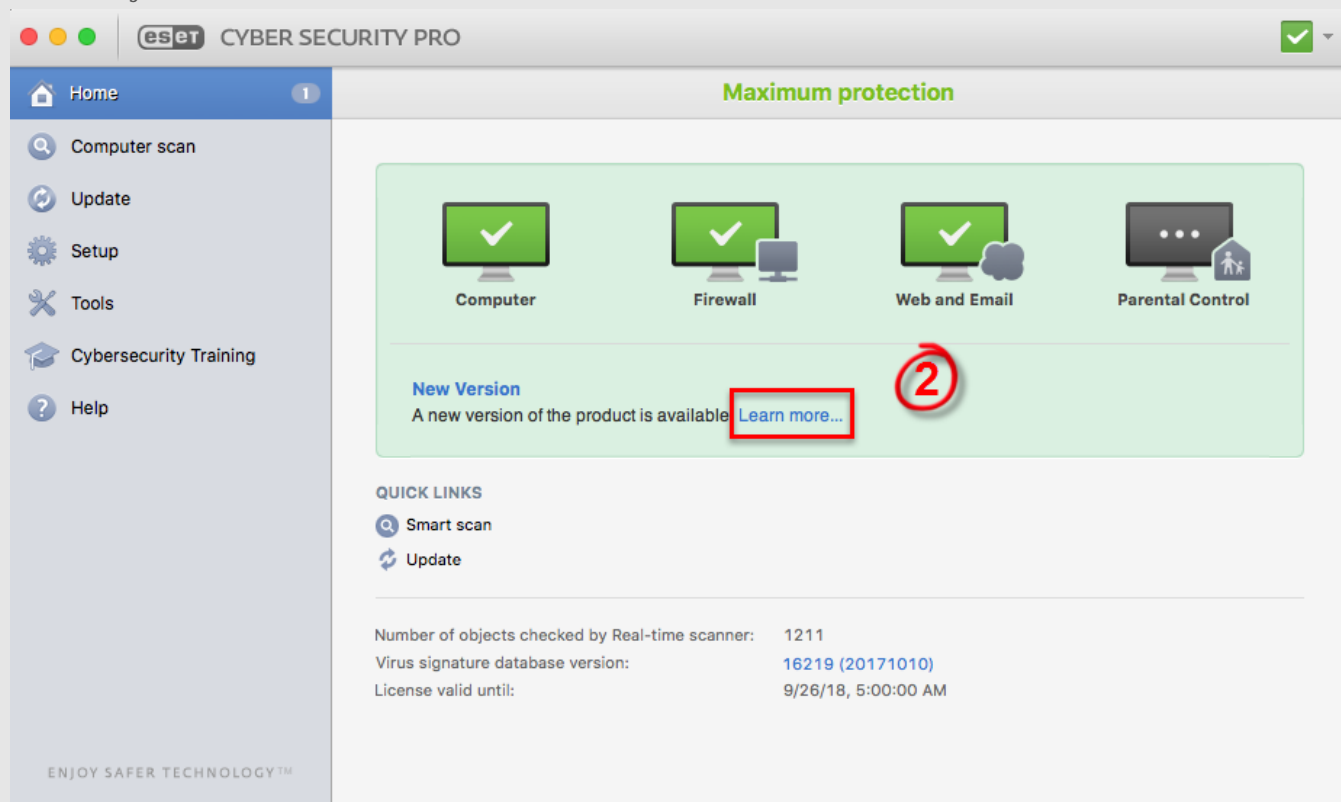 eset CYBER SECURITY PRO
Home 1
Maximum protection
Computer scan
Update
Setup
Tools
Cybersecurity Training
Help
Computer
Firewall
Web and Email
Parental Control
2
New Version
A new version of the product is available Learn more...
QUICK LINKS
Smart scan
Update
Number of objects checked by Real-time scanner: 1211
Virus signature database version: 16219 (20171010)
License valid until: 9/26/18, 5:00:00 AM
ENJOY SAFER TECHNOLOGY™